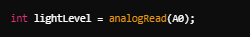 int lightLevel = analogRead(A0);